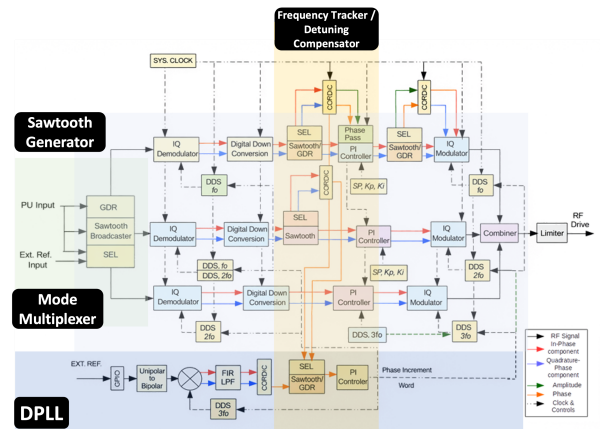 Frequency Tracker /
Detuning
Compensator
SYS. CLOCK
CORDIC
CORDIC
Sawtooth
Generator
IQ
Demodulator
Digital Down
Conversion
SEL
Sawtooth/
GDR
Phase
Pass
PI
Controller
SEL
Sawtooth/
GDR
IQ
Modulator
CORDIC
DDS
fo
SP, Kp, Ki
DDS
fo
PU Input
GDR
Sawtooth
Broadcaster
SEL
Ext. Ref.
Input
IQ
Demodulator
Digital Down
Conversion
SEL
Sawtooth
PI
Controller
IQ
Modulator
Combiner
Limiter
RF
Drive
DDS, fo
DDS, 2fo
SP, Kp, Ki
DDS
2fo
Mode
Multiplexer
IQ
Demodulator
Digital Down
Conversion
PI
Controller
IQ
Modulator
DDS
2fo
DDS, 3fo
DDS
3fo
EXT. REF.
GPIO
Unipolar
to
Bipolar
FIR
LPF
CORDIC
SEL
Sawtooth/
GDR
PI
Controler
Phase Increment
Word
DDS
3fo
DPLL
RF Signal
In-Phase
component
Quadrature-Phase
component
Amplitude
Phase
Clock & Controls